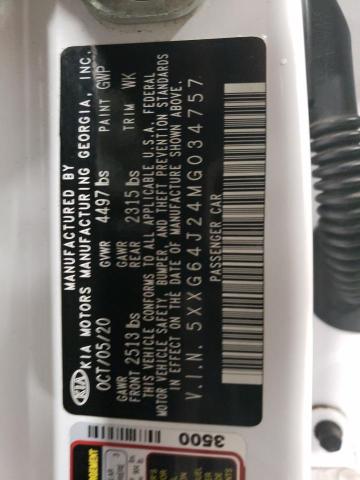 MANUFACTURED BY
KIA KIA MOTORS MANUFACTURING GEORGIA, INC.
OCT/05/20 GVWR 4497 lbs PAINT GWP
GAWR FRONT 2513 lbs GAWR REAR 2315 lbs TRIM WK
THIS VEHICLE CONFORMS TO ALL APPLICABLE U.S.A. FEDERAL
MOTOR VEHICLE SAFETY, BUMPER, AND THEFT PREVENTION STANDARDS
IN EFFECT ON THE DATE OF MANUFACTURE SHOWN ABOVE.
V.I.N. 5XXG64J24MG034757
PASSENGER CAR
3500